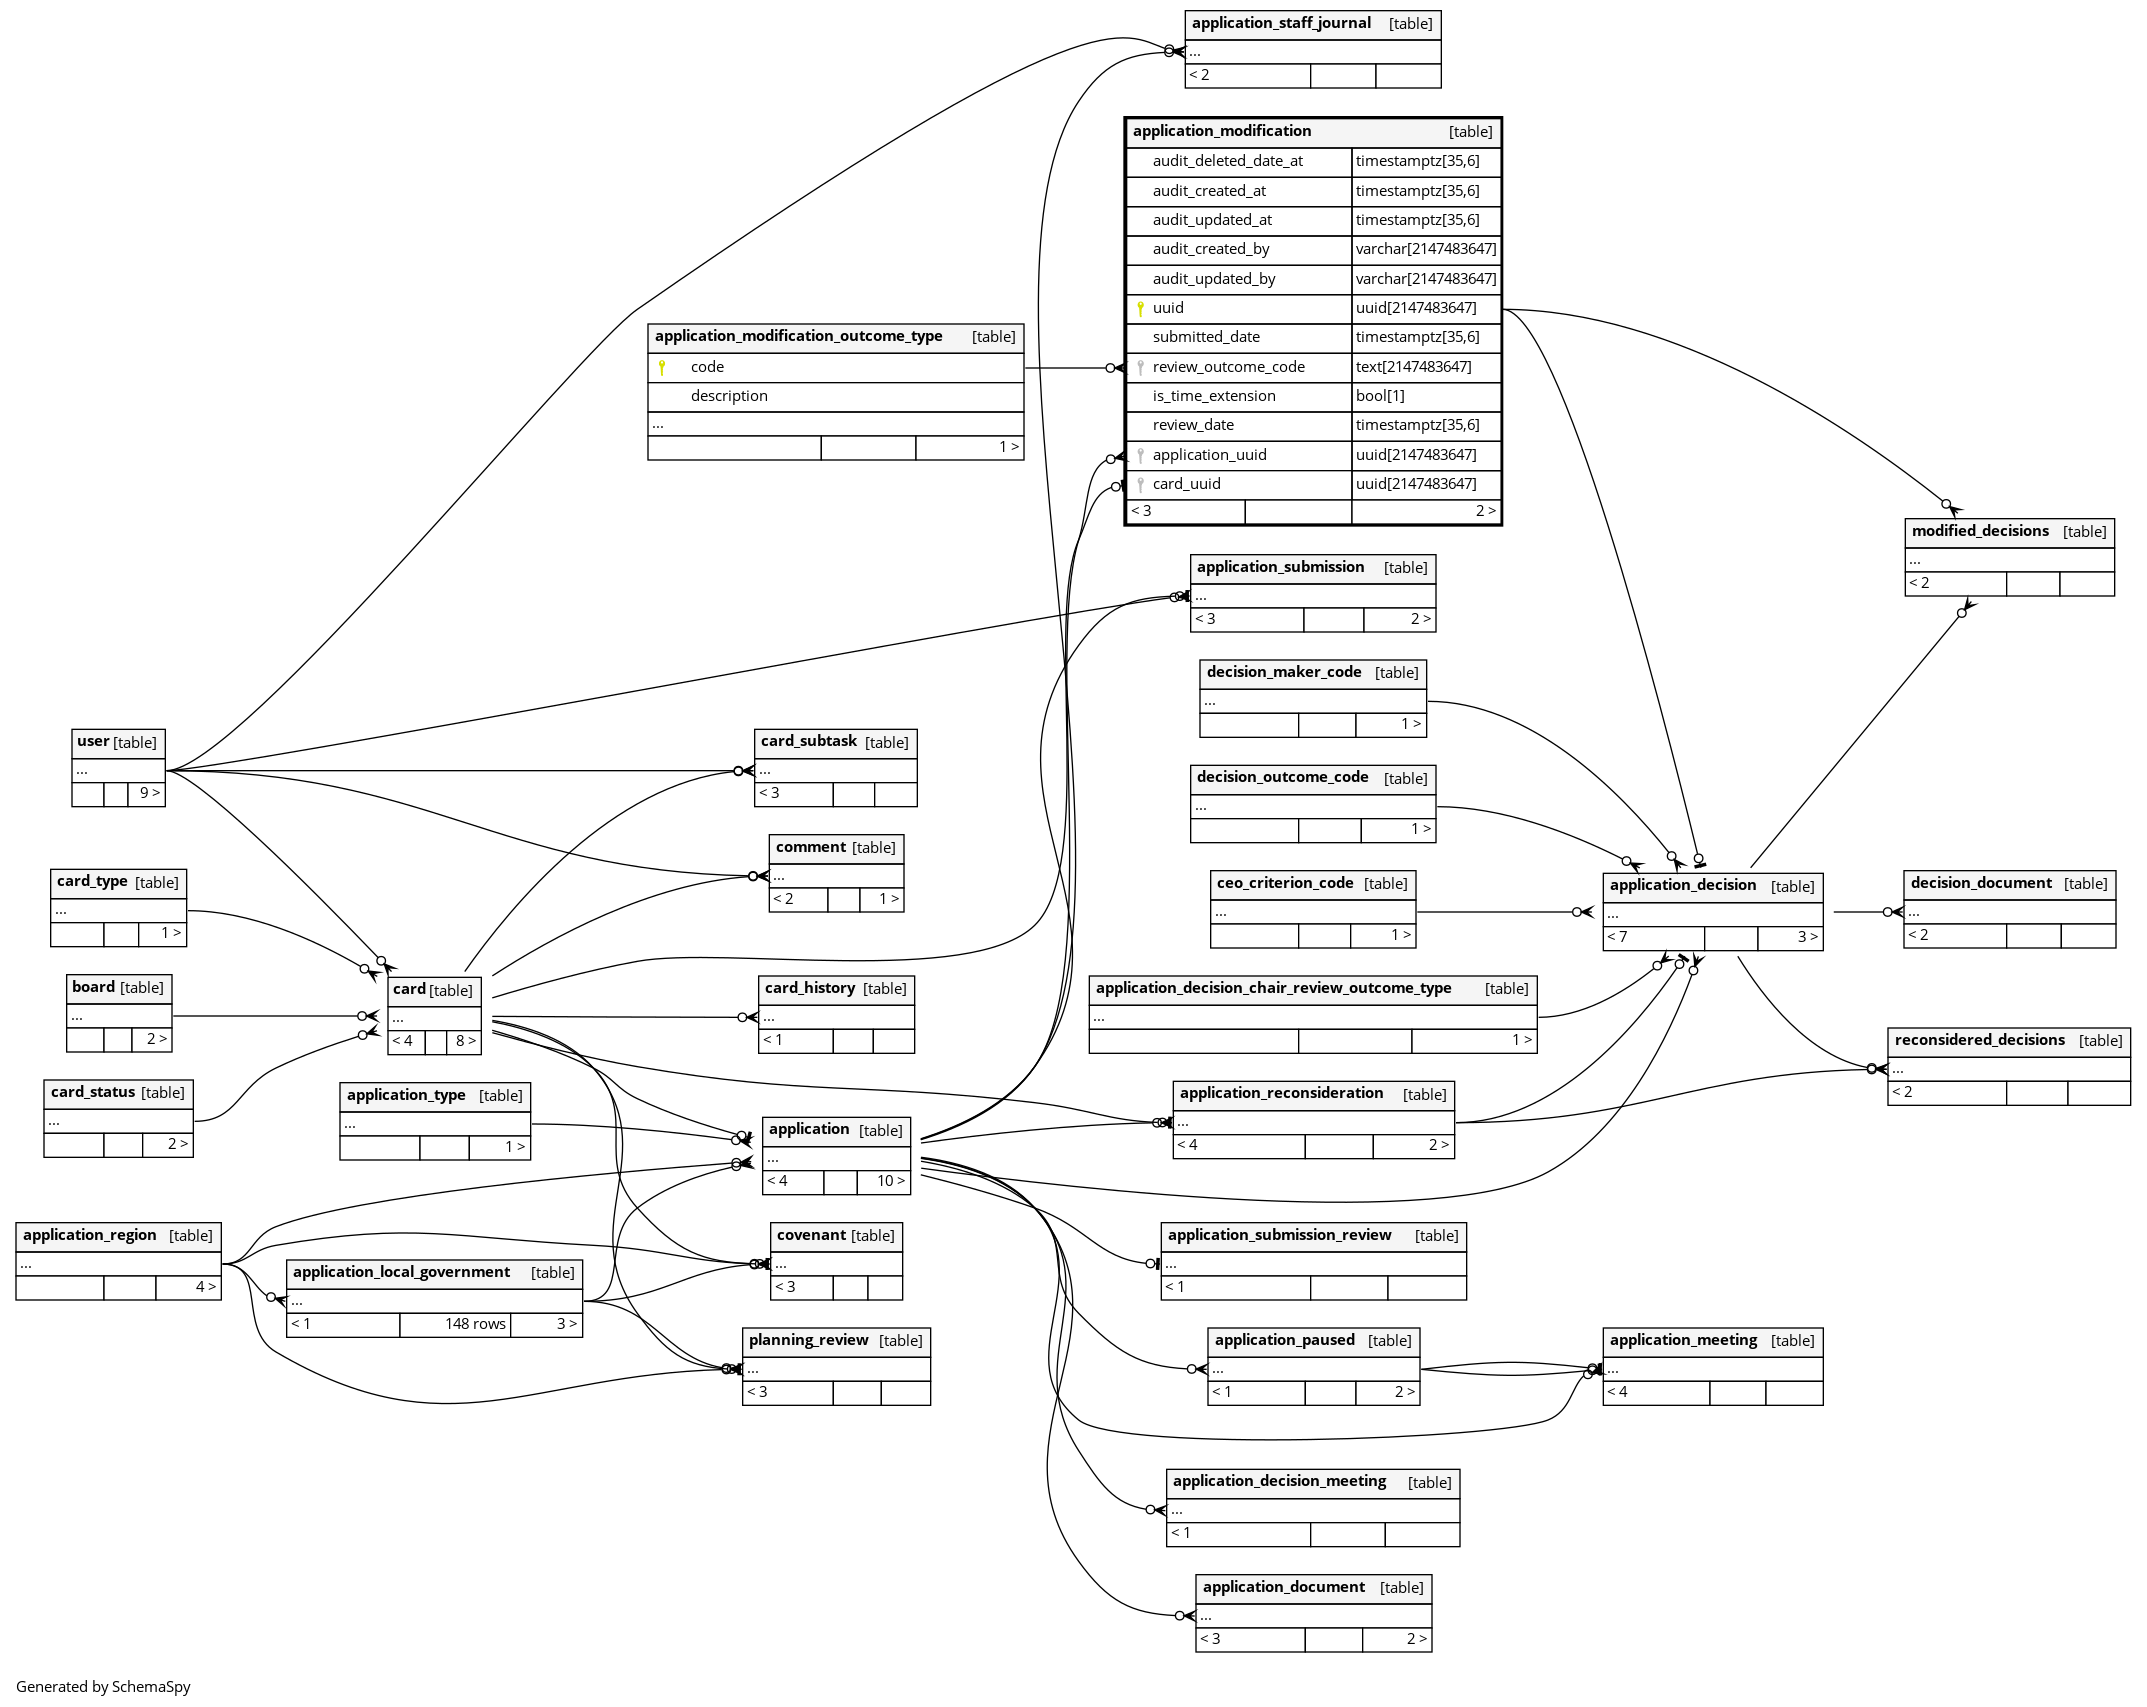 application_staff_journal [table]
...
< 2
application_modification [table]
audit_deleted_date_at timestamptz[35,6]
audit_created_at timestamptz[35,6]
audit_updated_at timestamptz[35,6]
audit_created_by varchar[2147483647]
audit_updated_by varchar[2147483647]
uuid uuid[2147483647]
submitted_date timestamptz[35,6]
review_outcome_code text[2147483647]
is_time_extension bool[1]
review_date timestamptz[35,6]
application_uuid uuid[2147483647]
card_uuid uuid[2147483647]
< 3 2 >
application_modification_outcome_type [table]
code
description
...
1 >
modified_decisions [table]
...
< 2
application_submission [table]
...
< 3 2 >
decision_maker_code [table]
...
1 >
user [table]
...
9 >
card_subtask [table]
...
< 3
decision_outcome_code [table]
...
1 >
comment [table]
...
< 2 1 >
card_type [table]
...
1 >
ceo_criterion_code [table]
...
1 >
application_decision [table]
...
< 7 3 >
decision_document [table]
...
< 2
board [table]
...
2 >
card [table]
...
< 4 8 >
card_history [table]
...
< 1
application_decision_chair_review_outcome_type [table]
...
1 >
reconsidered_decisions [table]
...
< 2
card_status [table]
...
2 >
application_type [table]
...
1 >
application_reconsideration [table]
...
< 4 2 >
application [table]
...
< 4 10 >
application_region [table]
...
4 >
application_local_government [table]
...
< 1 148 rows 3 >
covenant [table]
...
< 3
application_submission_review [table]
...
< 1
planning_review [table]
...
< 3
application_paused [table]
...
< 1 2 >
application_meeting [table]
...
< 4
application_decision_meeting [table]
...
< 1
application_document [table]
...
< 3 2 >
Generated by SchemaSpy